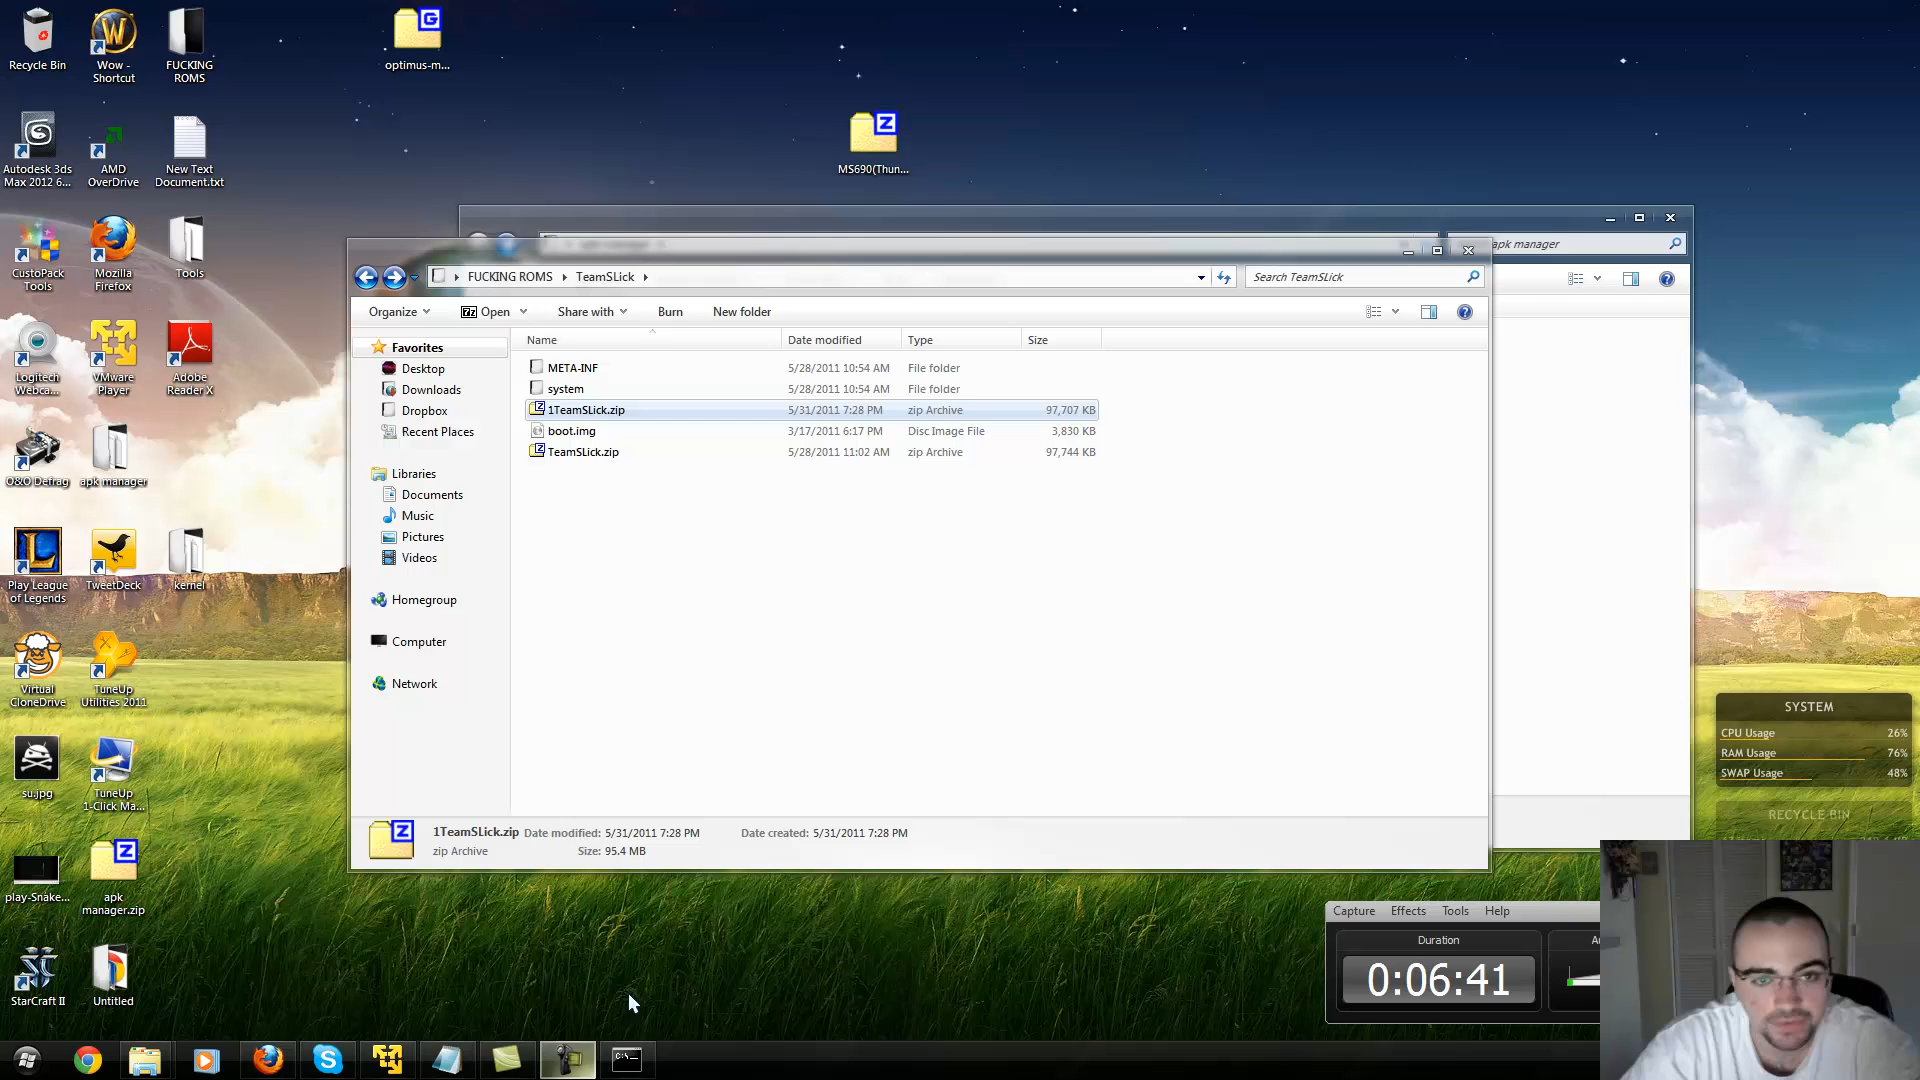 Recycle Bin
Wow -
Shortcut
FUCKING
ROMS
G
optimus-m...
Autodesk 3ds
Max 2012 6...
AMD
OverDrive
New Text
Document.txt
Z
MS690(Thun...
CustoPack
Tools
Mozilla
Firefox
Tools
Logitech
Webca...
VMware
Player
Adobe
Reader X
O&O Defrag
apk manager
Play League
of Legends
TweetDeck
kernel
Virtual
CloneDrive
TuneUp
Utilities 2011
su.jpg
TuneUp
1-Click Ma...
play-Snake...
Z
apk
manager.zip
StarCraft II
Untitled
apk manager
FUCKING ROMS
TeamSLick
Search TeamSLick
Organize
Open
Share with
Burn
New folder
Favorites
Desktop
Downloads
Dropbox
Recent Places
Libraries
Documents
Music
Pictures
Videos
Homegroup
Computer
Network
Name Date modified Type Size
META-INF 5/28/2011 10:54 AM File folder
system 5/28/2011 10:54 AM File folder
1TeamSLick.zip 5/31/2011 7:28 PM zip Archive 97,707 KB
boot.img 3/17/2011 6:17 PM Disc Image File 3,830 KB
TeamSLick.zip 5/28/2011 11:02 AM zip Archive 97,744 KB
Z
1TeamSLick.zip Date modified: 5/31/2011 7:28 PM Date created: 5/31/2011 7:28 PM
zip Archive Size: 95.4 MB
SYSTEM
CPU Usage 26%
RAM Usage 76%
SWAP Usage 48%
RECYCLE BIN
Capture Effects Tools Help
Duration
0:06:41
C:\